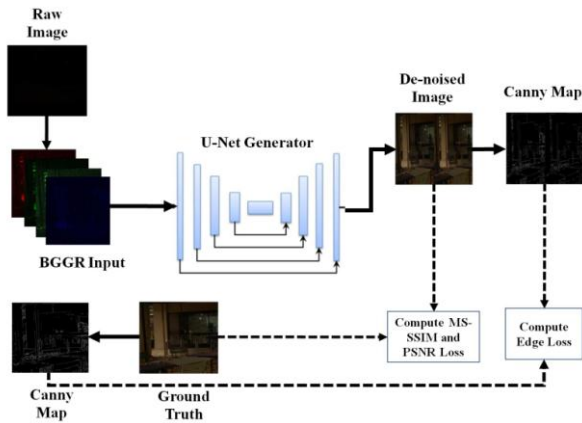 Raw
Image
De-noised
Image
Canny Map
U-Net Generator
BGGR Input
Compute MS-
SSIM and
PSNR Loss
Compute
Edge Loss
Canny
Map
Ground
Truth